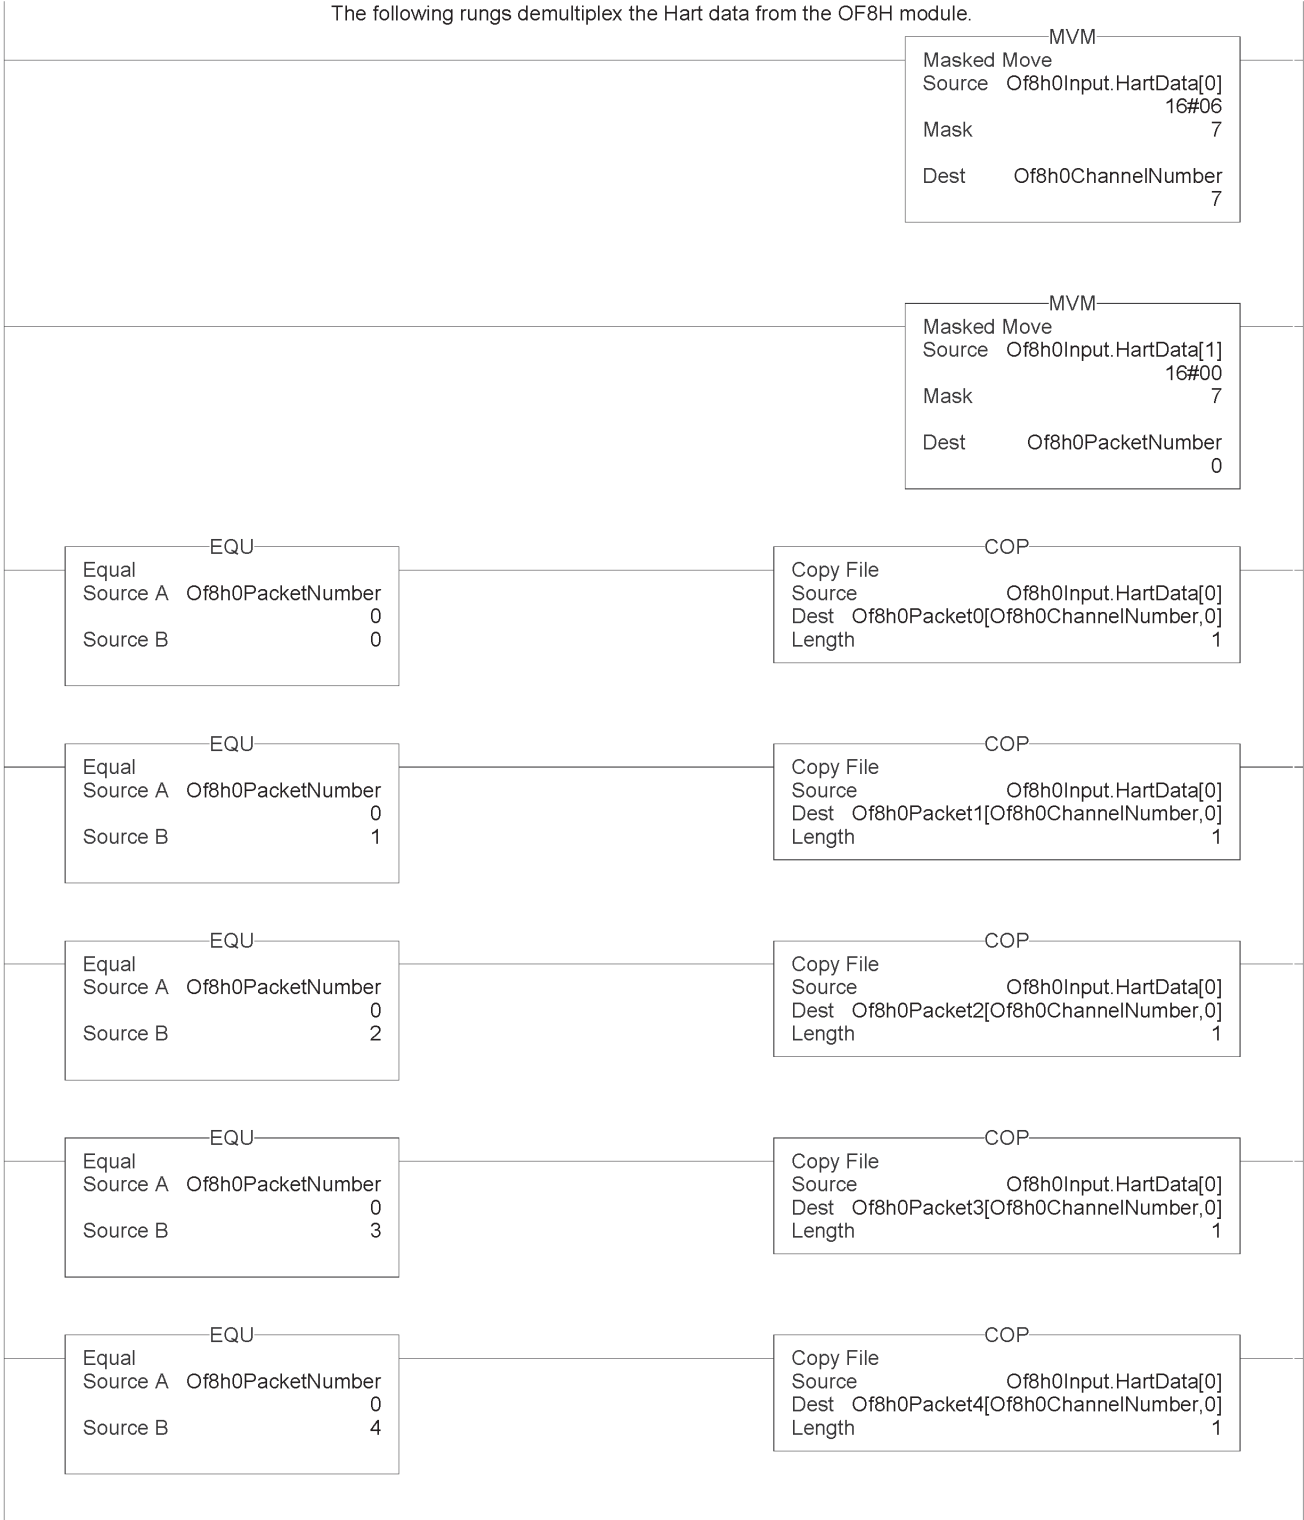 The following rungs demultiplex the Hart data from the OF8H module.
MVM
Masked Move
Source Of8h0Input.HartData[0]
16#06
Mask 7
Dest Of8h0ChannelNumber
7
MVM
Masked Move
Source Of8h0Input.HartData[1]
16#00
Mask 7
Dest Of8h0PacketNumber
0
EQU
Equal
Source A Of8h0PacketNumber
0
Source B 0
COP
Copy File
Source Of8h0Input.HartData[0]
Dest Of8h0Packet0[Of8h0ChannelNumber,0]
Length 1
EQU
Equal
Source A Of8h0PacketNumber
0
Source B 1
COP
Copy File
Source Of8h0Input.HartData[0]
Dest Of8h0Packet1[Of8h0ChannelNumber,0]
Length 1
EQU
Equal
Source A Of8h0PacketNumber
0
Source B 2
COP
Copy File
Source Of8h0Input.HartData[0]
Dest Of8h0Packet2[Of8h0ChannelNumber,0]
Length 1
EQU
Equal
Source A Of8h0PacketNumber
0
Source B 3
COP
Copy File
Source Of8h0Input.HartData[0]
Dest Of8h0Packet3[Of8h0ChannelNumber,0]
Length 1
EQU
Equal
Source A Of8h0PacketNumber
0
Source B 4
COP
Copy File
Source Of8h0Input.HartData[0]
Dest Of8h0Packet4[Of8h0ChannelNumber,0]
Length 1